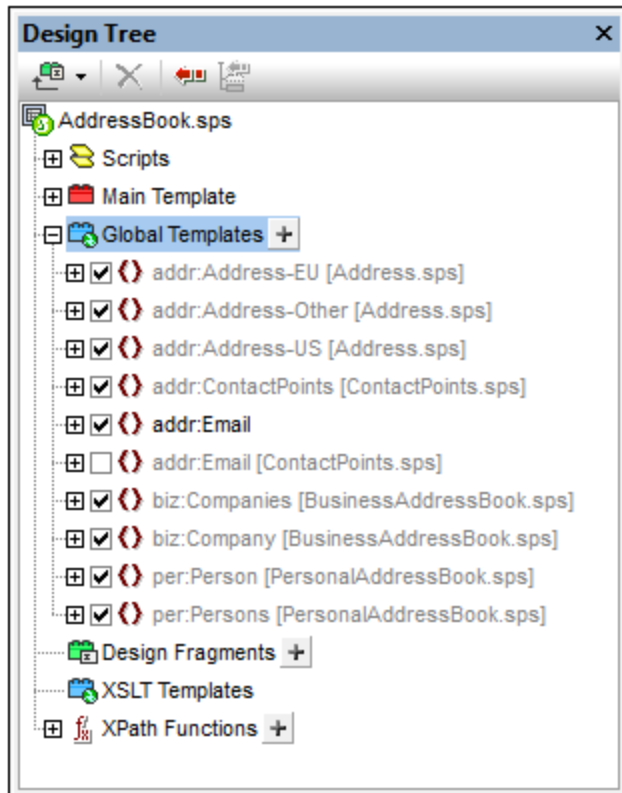 Design Tree
AddressBook.sps
Scripts
Main Template
Global Templates
addr:Address-EU [Address.sps]
addr:Address-Other [Address.sps]
addr:Address-US [Address.sps]
addr:ContactPoints [ContactPoints.sps]
addr:Email
addr:Email [ContactPoints.sps]
biz:Companies [BusinessAddressBook.sps]
biz:Company [BusinessAddressBook.sps]
per:Person [PersonalAddressBook.sps]
per:Persons [PersonalAddressBook.sps]
Design Fragments
XSLT Templates
XPath Functions